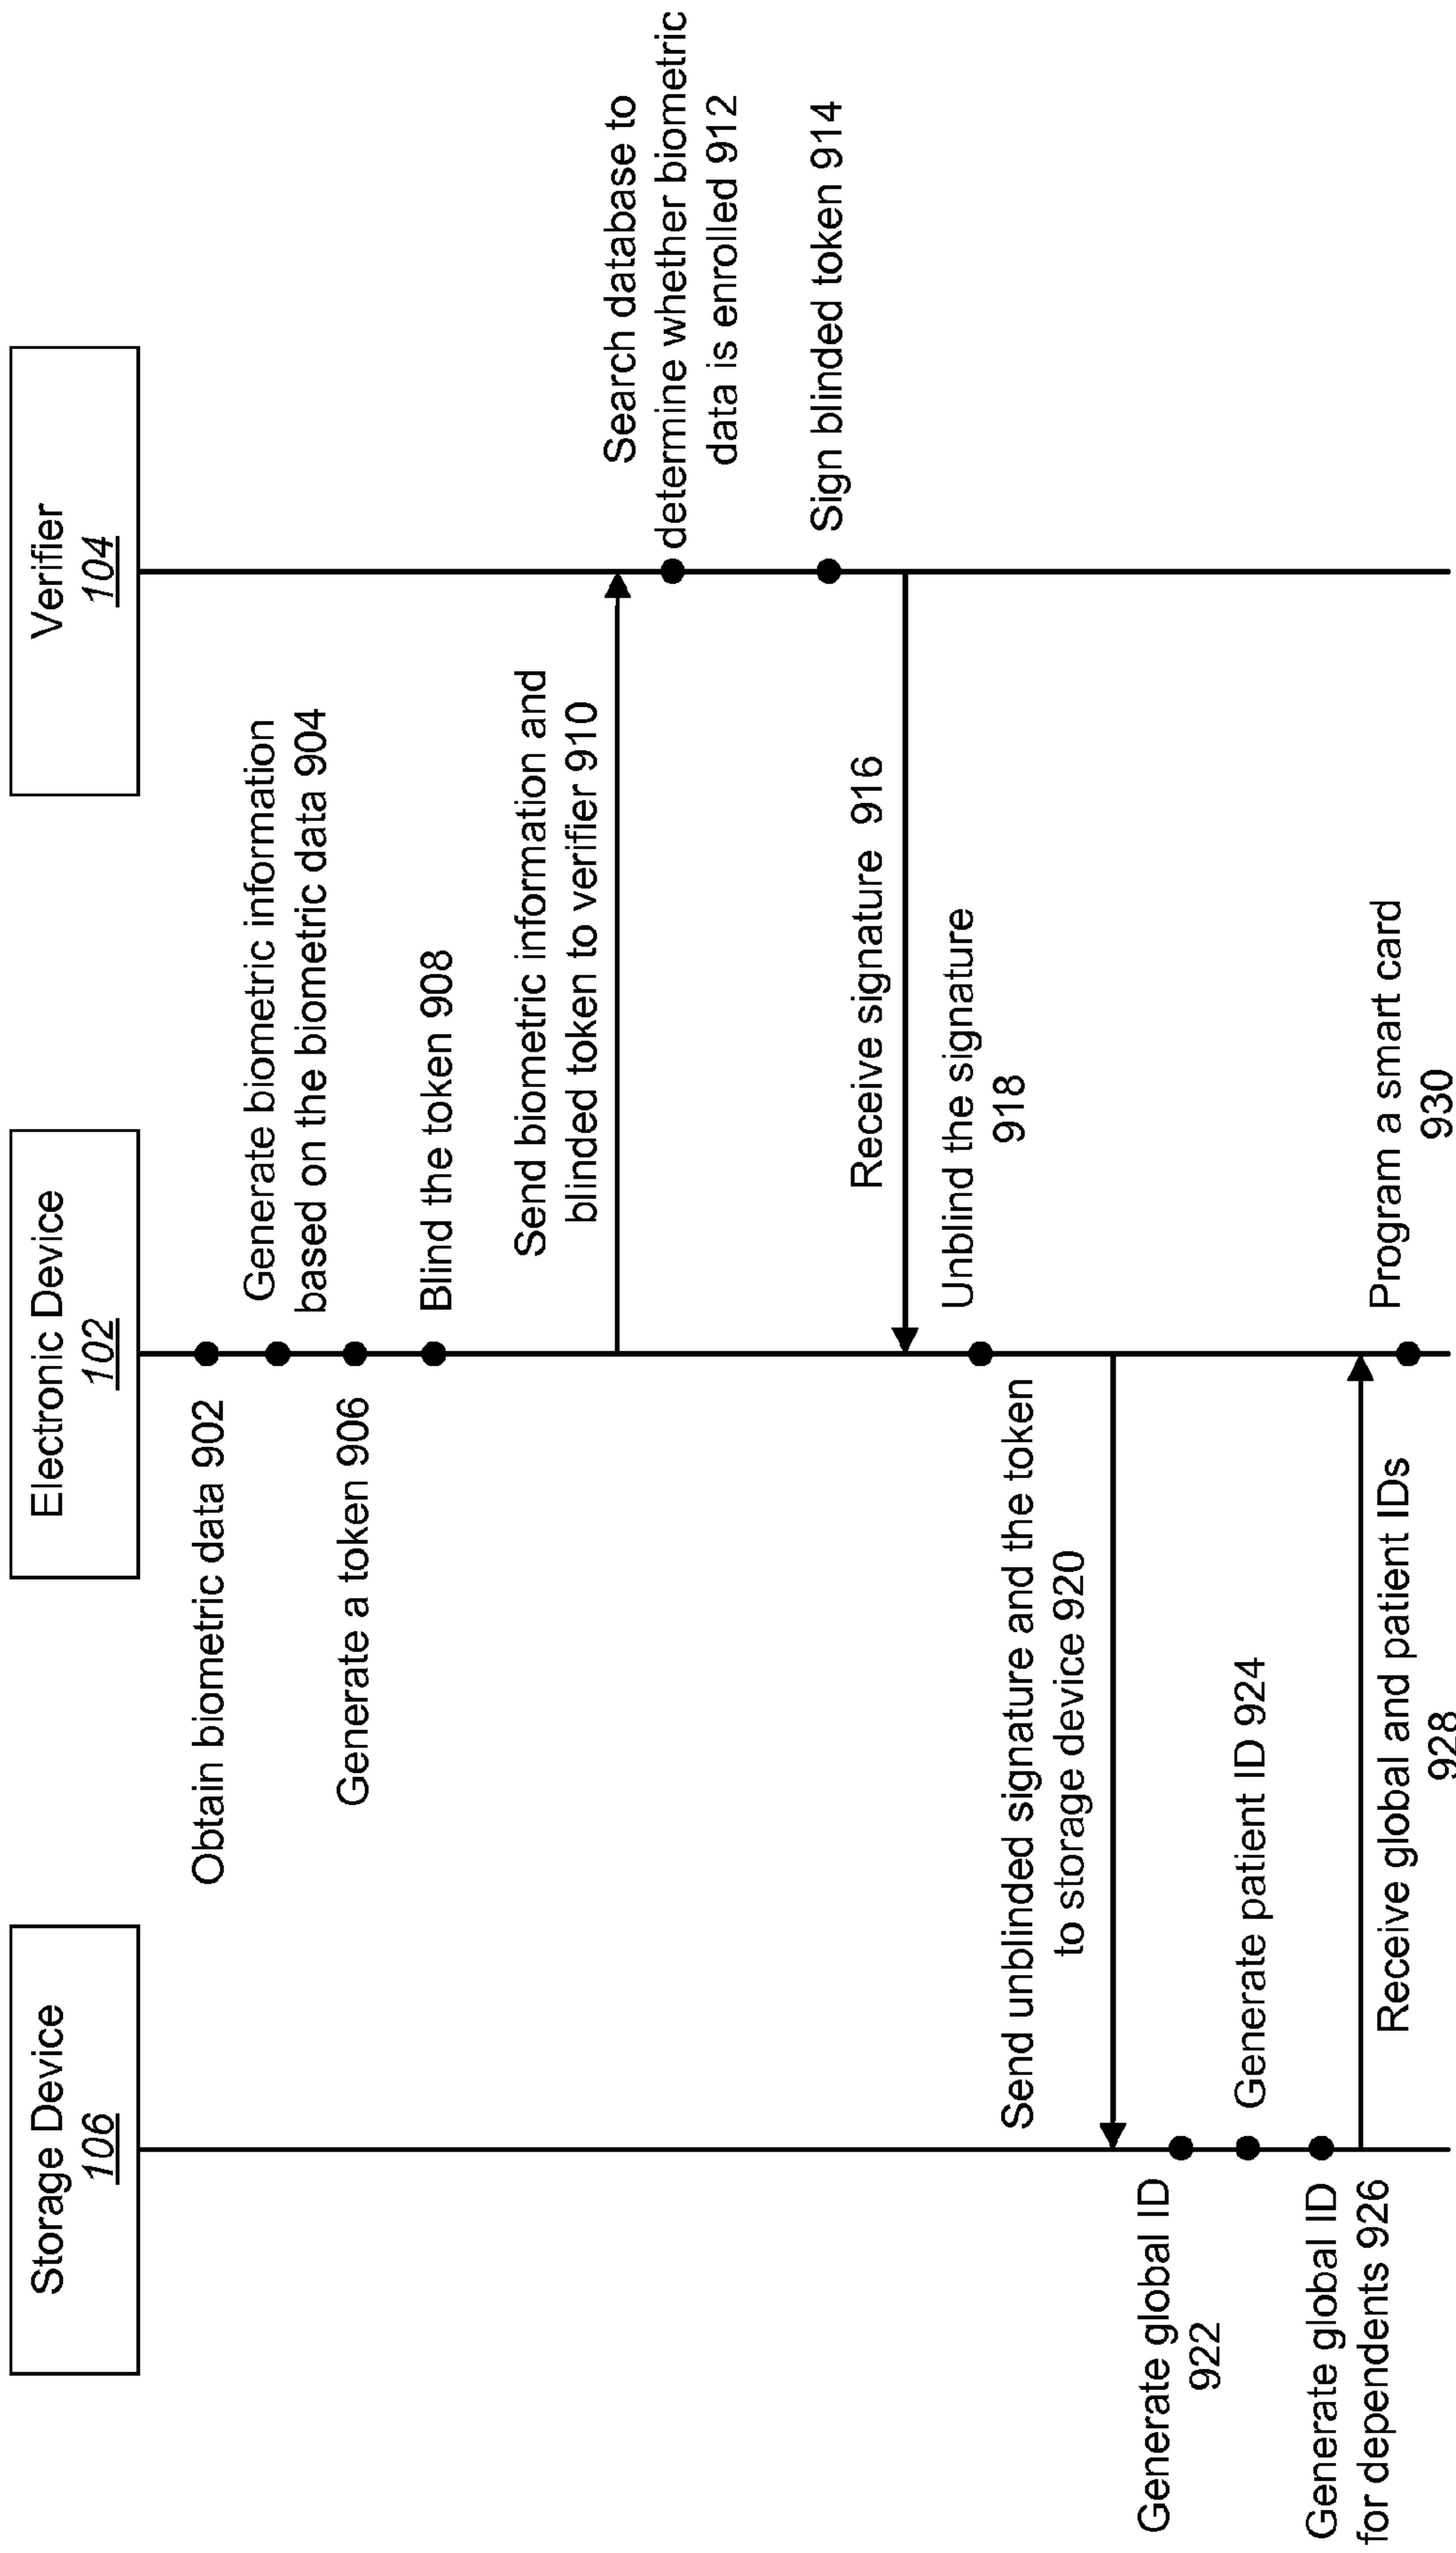 Storage Device
106
Electronic Device
102
Verifier
104
Obtain biometric data 902
Generate biometric information
based on the biometric data 904
Generate a token 906
Blind the token 908
Send biometric information and
blinded token to verifier 910
Search database to
determine whether biometric
data is enrolled 912
Sign blinded token 914
Receive signature 916
Unblind the signature
918
Send unblinded signature and the token
to storage device 920
Generate global ID
922
Generate patient ID 924
Generate global ID
for dependents 926
Receive global and patient IDs
928
Program a smart card
930